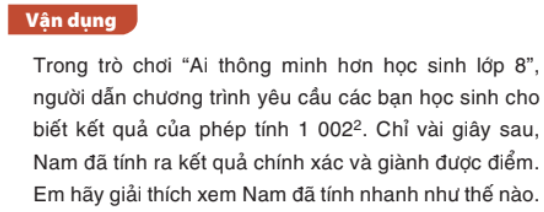 Vận dụng
Trong trò chơi “Ai thông minh hơn học sinh lớp 8”,
người dẫn chương trình yêu cầu các bạn học sinh cho
biết kết quả của phép tính 1 002². Chỉ vài giây sau,
Nam đã tính ra kết quả chính xác và giành được điểm.
Em hãy giải thích xem Nam đã tính nhanh như thế nào.